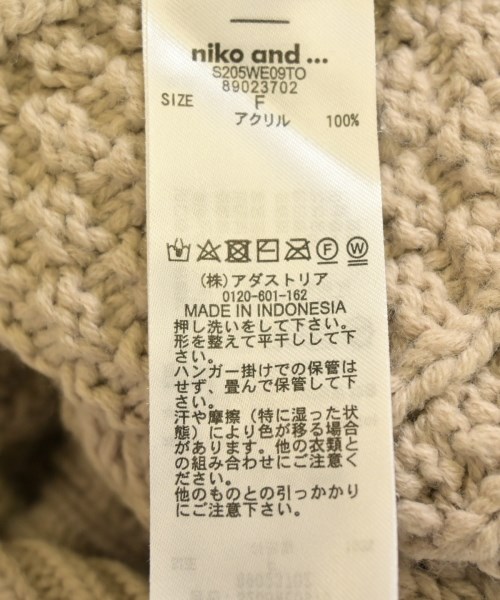 niko and ...
S205WE09TO
89023702
SIZE F
アクリル 100%
(株)アダストリア
0120-601-162
MADE IN INDONESIA
押し洗いをして下さい。
形を整えて平干しして下
さい。
ハンガー掛けでの保管は
せず、畳んで保管して下
さい。
汗や摩擦(特に湿った状
態)により色が移る場合
があります。他の衣類と
の組み合わせにご注意く
ださい。
他のものとの引っかかり
にご注意下さい。